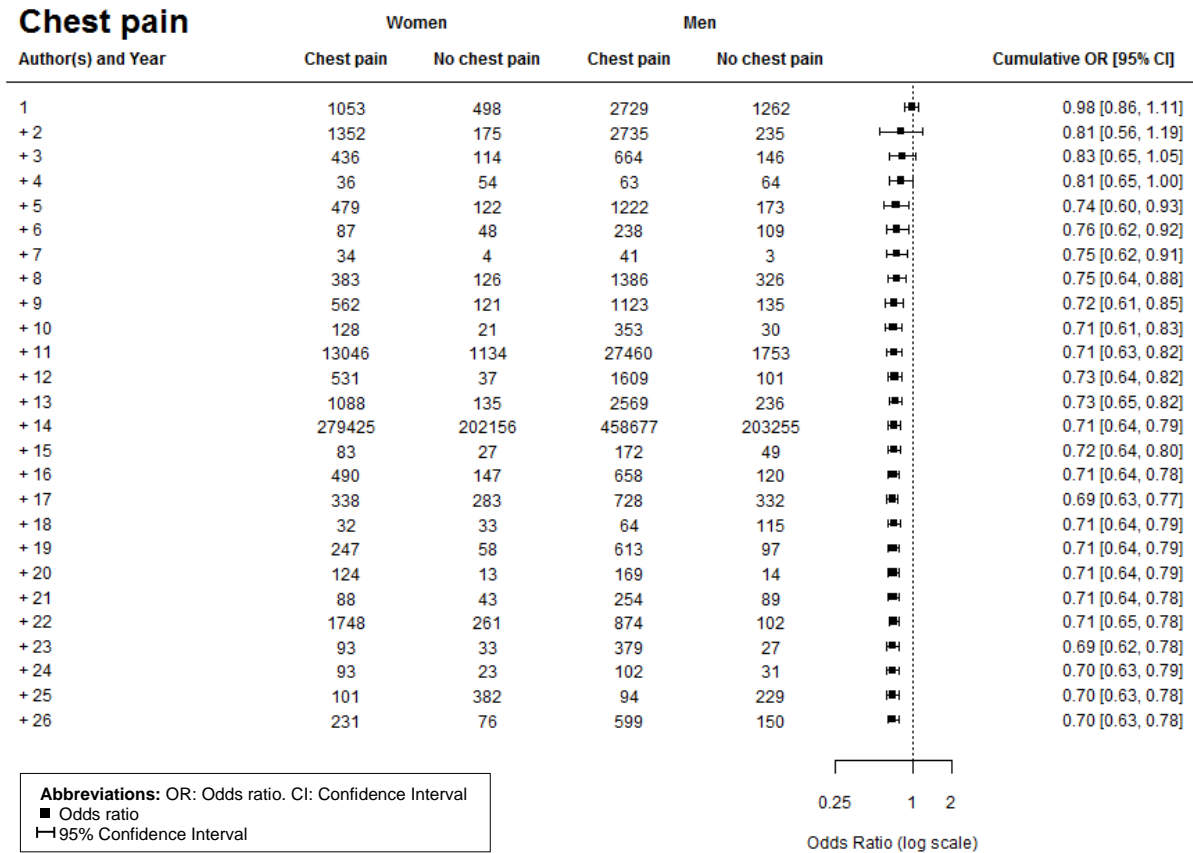 Chest pain
Women Men
Author(s) and Year Chest pain No chest pain Chest pain No chest pain Cumulative OR [95% CI]
1 1053 498 2729 1262 0.98 [0.86, 1.11]
+ 2 1352 175 2735 235 0.81 [0.56, 1.19]
+ 3 436 114 664 146 0.83 [0.65, 1.05]
+ 4 36 54 63 64 0.81 [0.65, 1.00]
+ 5 479 122 1222 173 0.74 [0.60, 0.93]
+ 6 87 48 238 109 0.76 [0.62, 0.92]
+ 7 34 4 41 3 0.75 [0.62, 0.91]
+ 8 383 126 1386 326 0.75 [0.64, 0.88]
+ 9 562 121 1123 135 0.72 [0.61, 0.85]
+ 10 128 21 353 30 0.71 [0.61, 0.83]
+ 11 13046 1134 27460 1753 0.71 [0.63, 0.82]
+ 12 531 37 1609 101 0.73 [0.64, 0.82]
+ 13 1088 135 2569 236 0.73 [0.65, 0.82]
+ 14 279425 202156 458677 203255 0.71 [0.64, 0.79]
+ 15 83 27 172 49 0.72 [0.64, 0.80]
+ 16 490 147 658 120 0.71 [0.64, 0.78]
+ 17 338 283 728 332 0.69 [0.63, 0.77]
+ 18 32 33 64 115 0.71 [0.64, 0.79]
+ 19 247 58 613 97 0.71 [0.64, 0.79]
+ 20 124 13 169 14 0.71 [0.64, 0.79]
+ 21 88 43 254 89 0.71 [0.64, 0.78]
+ 22 1748 261 874 102 0.71 [0.65, 0.78]
+ 23 93 33 379 27 0.69 [0.62, 0.78]
+ 24 93 23 102 31 0.70 [0.63, 0.79]
+ 25 101 382 94 229 0.70 [0.63, 0.78]
+ 26 231 76 599 150 0.70 [0.63, 0.78]
Abbreviations: OR: Odds ratio. CI: Confidence Interval
Odds ratio
95% Confidence Interval
0.25 1 2
Odds Ratio (log scale)